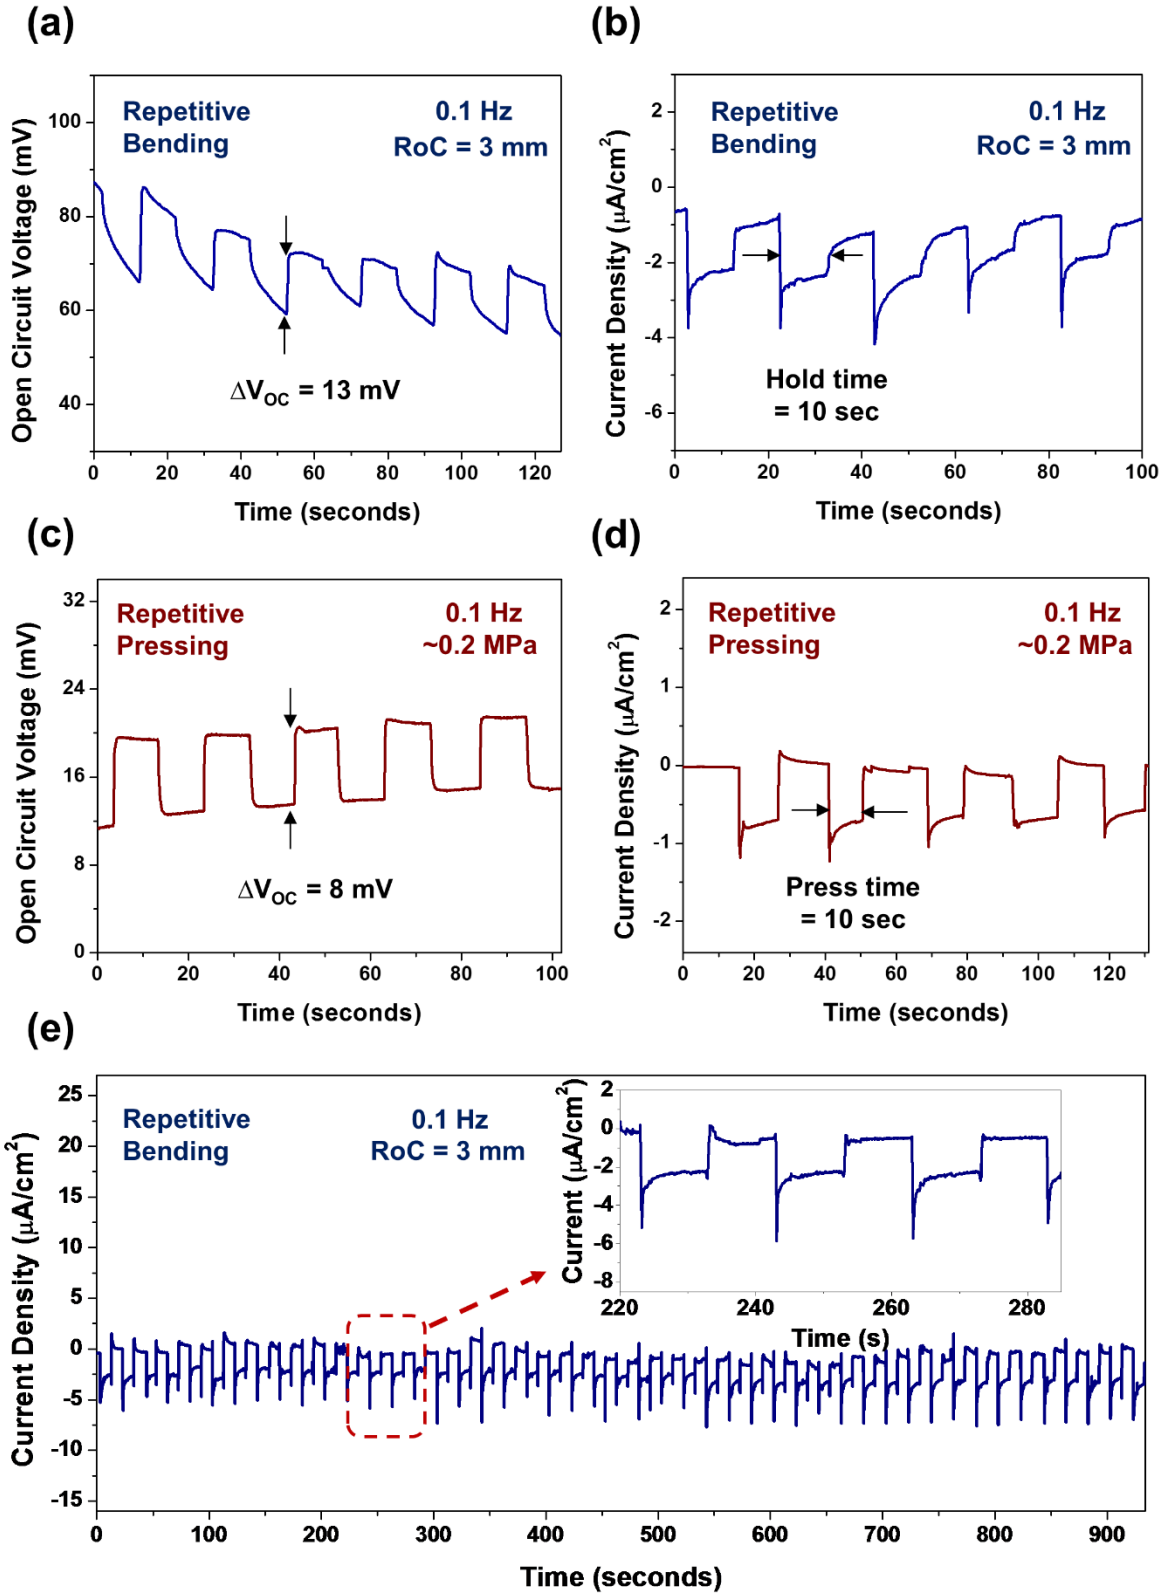 (a)
Repetitive
Bending
0.1 Hz
RoC = 3 mm
Open Circuit Voltage (mV)
100
80
60
40
ΔVOC = 13 mV
0 20 40 60 80 100 120
Time (seconds)
(b)
Repetitive
Bending
0.1 Hz
RoC = 3 mm
Current Density (μA/cm²)
2
0
-2
-4
-6
Hold time
= 10 sec
0 20 40 60 80 100
Time (seconds)
(c)
Repetitive
Pressing
0.1 Hz
~0.2 MPa
Open Circuit Voltage (mV)
32
24
16
8
0
ΔVOC = 8 mV
0 20 40 60 80 100
Time (seconds)
(d)
Repetitive
Pressing
0.1 Hz
~0.2 MPa
Current Density (μA/cm²)
2
1
0
-1
-2
Press time
= 10 sec
0 20 40 60 80 100 120
Time (seconds)
(e)
Repetitive
Bending
0.1 Hz
RoC = 3 mm
Current Density (μA/cm²)
25
20
15
10
5
0
-5
-10
-15
0 100 200 300 400 500 600 700 800 900
Time (seconds)
Current (μA/cm²)
2
0
-2
-4
-6
-8
220 240 260 280
Time (s)